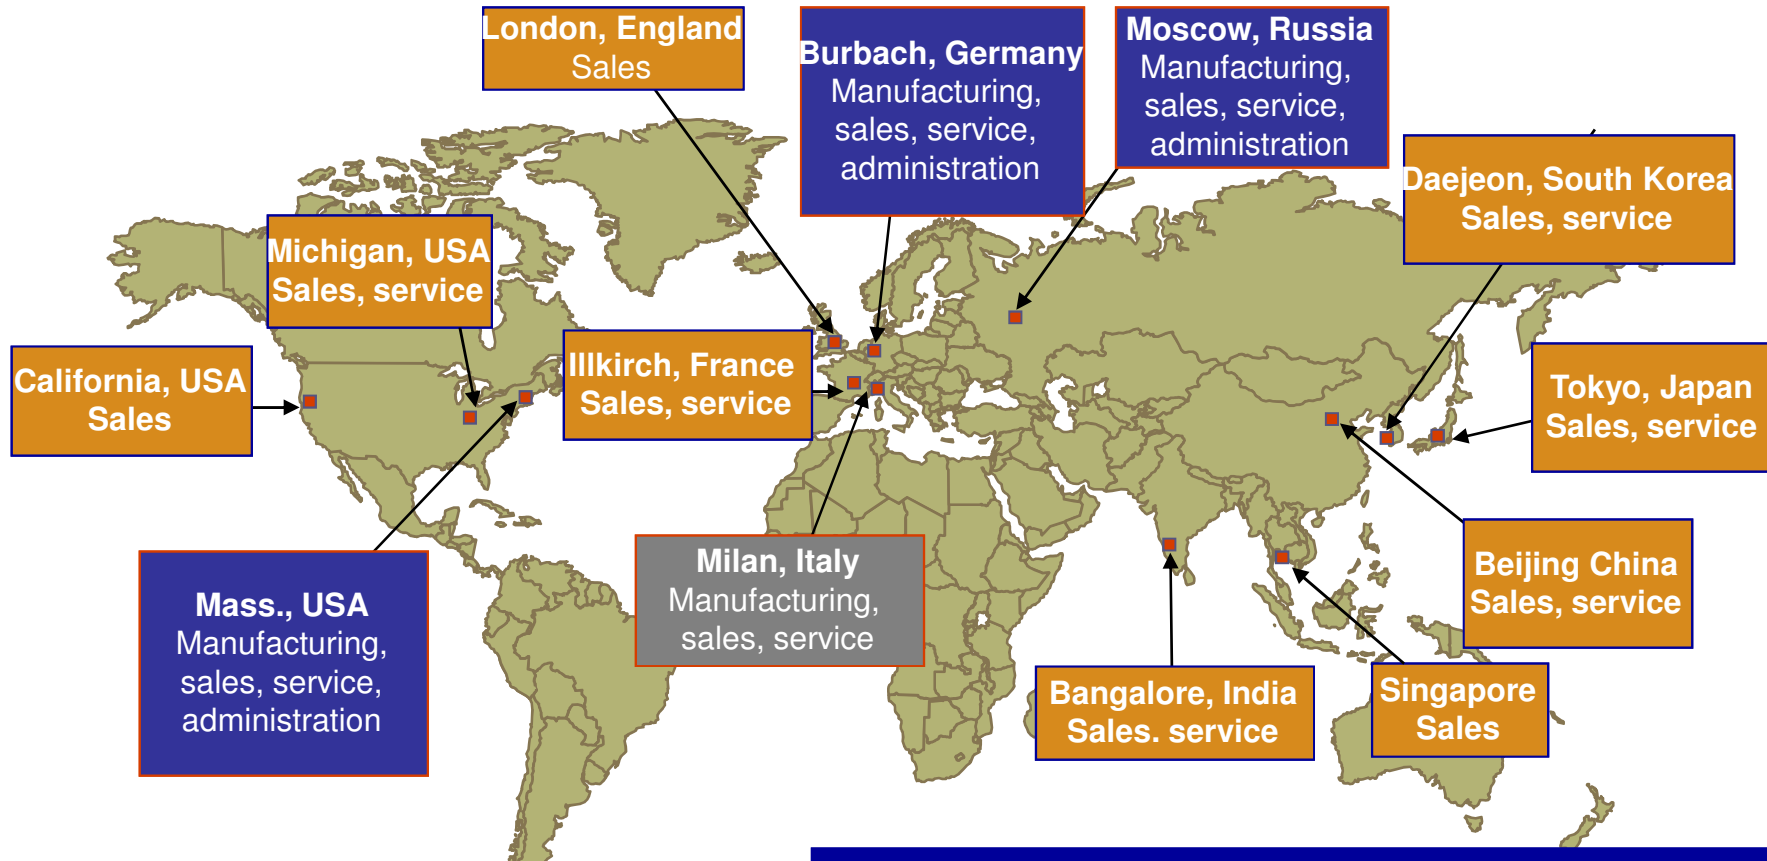 London, England
Sales
Burbach, Germany
Manufacturing,
sales, service,
administration
Moscow, Russia
Manufacturing,
sales, service,
administration
Daejeon, South Korea
Sales, service
Michigan, USA
Sales, service
California, USA
Sales
Illkirch, France
Sales, service
Tokyo, Japan
Sales, service
Mass., USA
Manufacturing,
sales, service,
administration
Milan, Italy
Manufacturing,
sales, service
Beijing China
Sales, service
Bangalore, India
Sales. service
Singapore
Sales